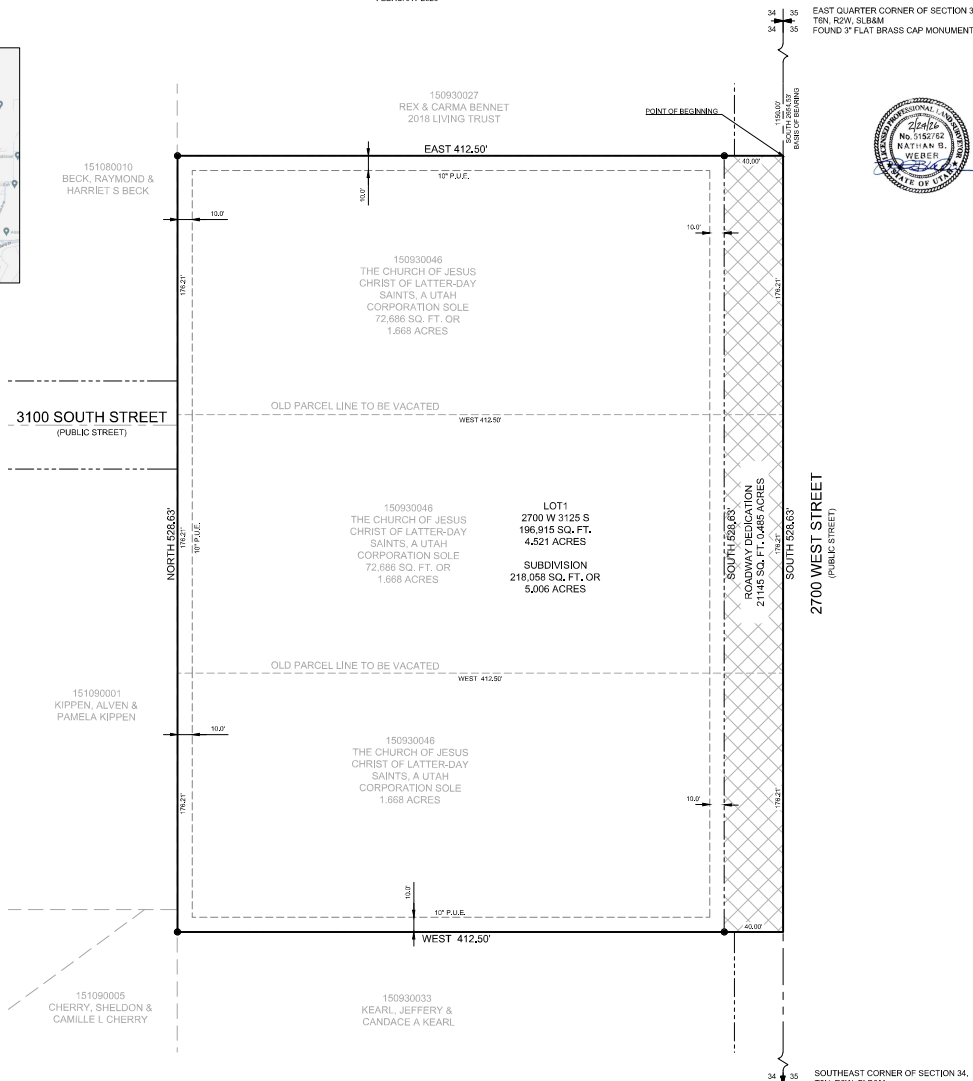 34 35
34 35
EAST QUARTER CORNER OF SECTION 3
T6N, R2W, SLB&M
FOUND 3" FLAT BRASS CAP MONUMENT
1150.00'
SOUTH 2654.53'
BASIS OF BEARING
POINT OF BEGINNING
LICENSED PROFESSIONAL LAND SURVEYOR
2/24/26
No. 5152762
NATHAN B.
WEBER
STATE OF UTAH
150930027
REX & CARMA BENNET
2018 LIVING TRUST
151080010
BECK, RAYMOND &
HARRIET S BECK
EAST 412.50'
40.00'
10" P.U.E.
10.0'
10.0'
10.0'
176.21'
176.21'
150930046
THE CHURCH OF JESUS
CHRIST OF LATTER-DAY
SAINTS, A UTAH
CORPORATION SOLE
72,686 SQ. FT. OR
1.668 ACRES
3100 SOUTH STREET
(PUBLIC STREET)
OLD PARCEL LINE TO BE VACATED
WEST 412.50'
NORTH 528.63'
176.21'
10" P.U.E.
150930046
THE CHURCH OF JESUS
CHRIST OF LATTER-DAY
SAINTS, A UTAH
CORPORATION SOLE
72,686 SQ. FT. OR
1.668 ACRES
LOT1
2700 W 3125 S
196,915 SQ. FT.
4.521 ACRES
SUBDIVISION
218,058 SQ. FT. OR
5.006 ACRES
SOUTH 528.63'
ROADWAY DEDICATION
21145 SQ. FT. 0.485 ACRES
176.21'
SOUTH 528.63'
2700 WEST STREET
(PUBLIC STREET)
OLD PARCEL LINE TO BE VACATED
WEST 412.50'
151090001
KIPPEN, ALVEN &
PAMELA KIPPEN
10.0'
150930046
THE CHURCH OF JESUS
CHRIST OF LATTER-DAY
SAINTS, A UTAH
CORPORATION SOLE
1.668 ACRES
10.0'
176.21'
176.21'
10.0'
10" P.U.E.
40.00'
WEST 412.50'
151090005
CHERRY, SHELDON &
CAMILLE L CHERRY
150930033
KEARL, JEFFERY &
CANDACE A KEARL
34 35
SOUTHEAST CORNER OF SECTION 34,